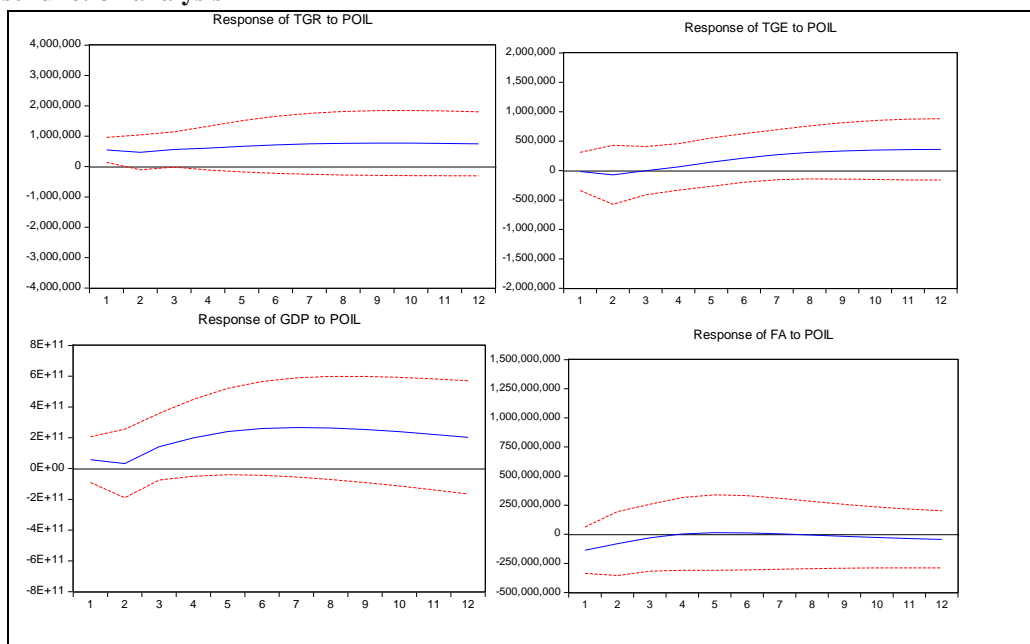 function analysis
Response of TGR to POIL
4,000,000
3,000,000
2,000,000
1,000,000
0
-1,000,000
-2,000,000
-3,000,000
-4,000,000
1 2 3 4 5 6 7 8 9 10 11 12
Response of TGE to POIL
2,000,000
1,500,000
1,000,000
500,000
0
-500,000
-1,000,000
-1,500,000
-2,000,000
1 2 3 4 5 6 7 8 9 10 11 12
Response of GDP to POIL
8E+11
6E+11
4E+11
2E+11
0E+00
-2E+11
-4E+11
-6E+11
-8E+11
1 2 3 4 5 6 7 8 9 10 11 12
Response of FA to POIL
1,500,000,000
1,250,000,000
1,000,000,000
750,000,000
500,000,000
250,000,000
0
-250,000,000
-500,000,000
1 2 3 4 5 6 7 8 9 10 11 12